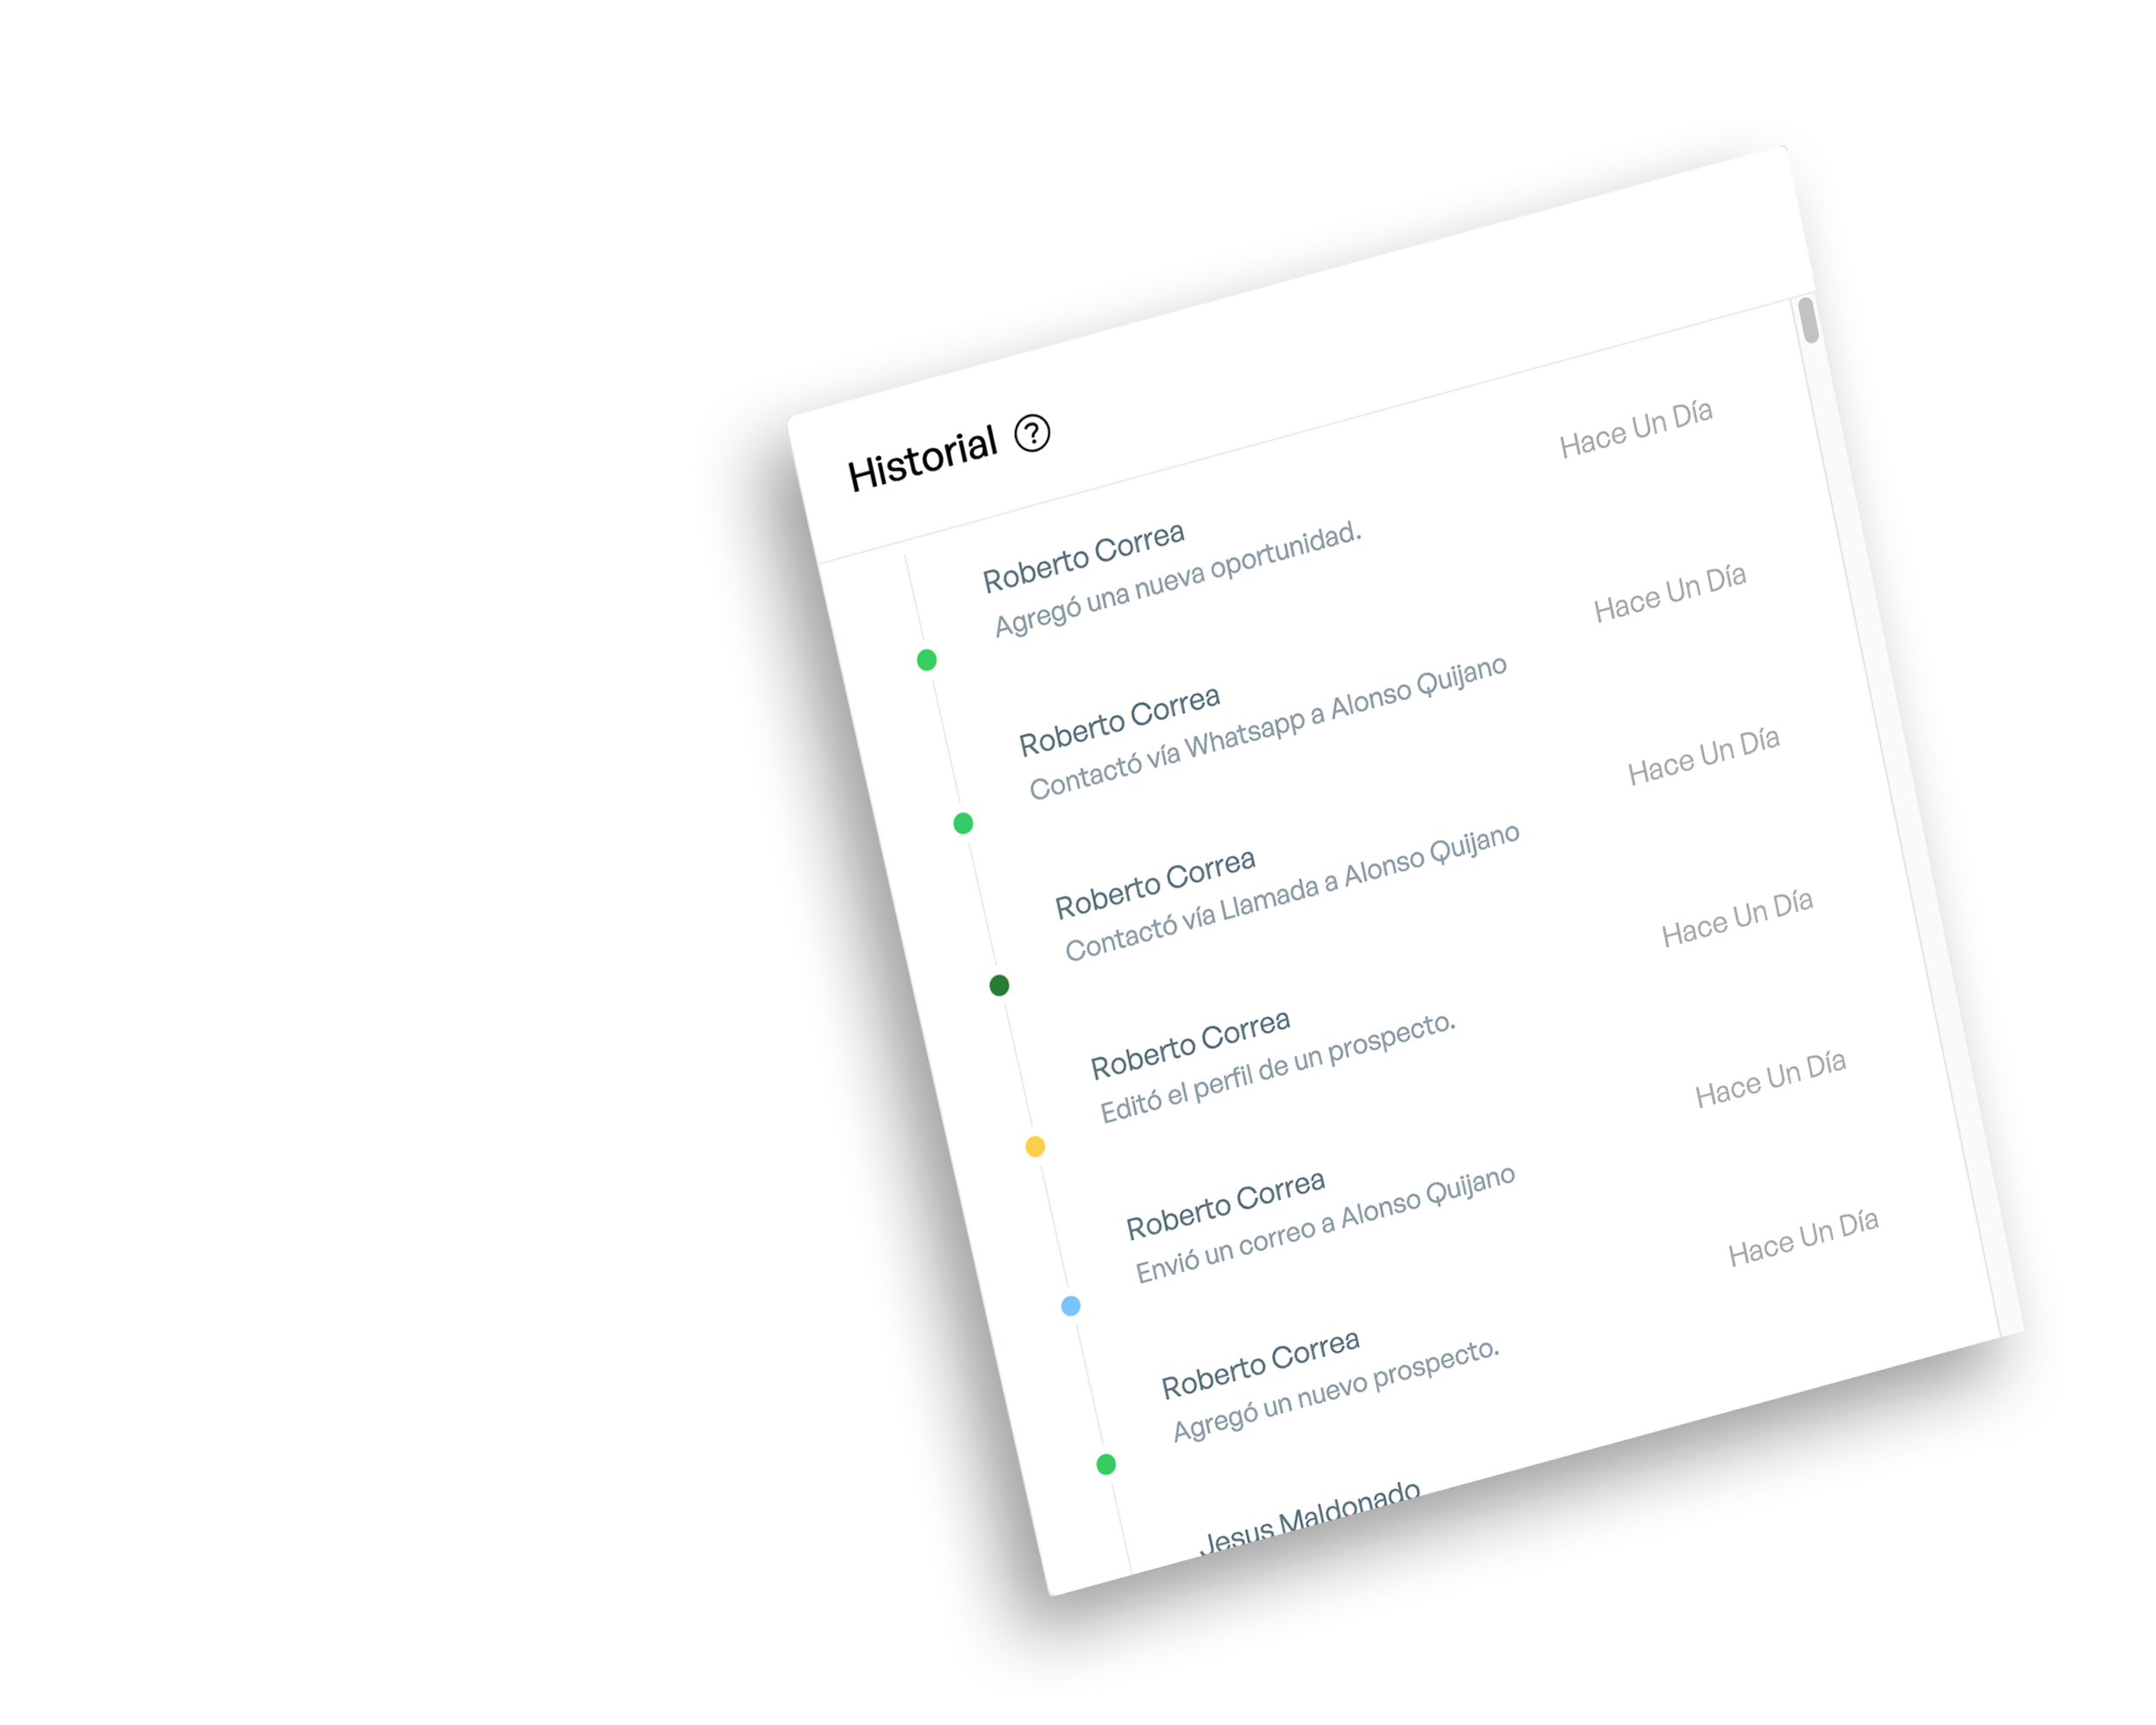 Historial ?
Roberto Correa
Hace Un Día
Agregó una nueva oportunidad.
Roberto Correa
Hace Un Día
Contactó vía Whatsapp a Alonso Quijano
Roberto Correa
Hace Un Día
Contactó vía Llamada a Alonso Quijano
Roberto Correa
Hace Un Día
Editó el perfil de un prospecto.
Roberto Correa
Hace Un Día
Envió un correo a Alonso Quijano
Roberto Correa
Hace Un Día
Agregó un nuevo prospecto.
Jesus Maldonado